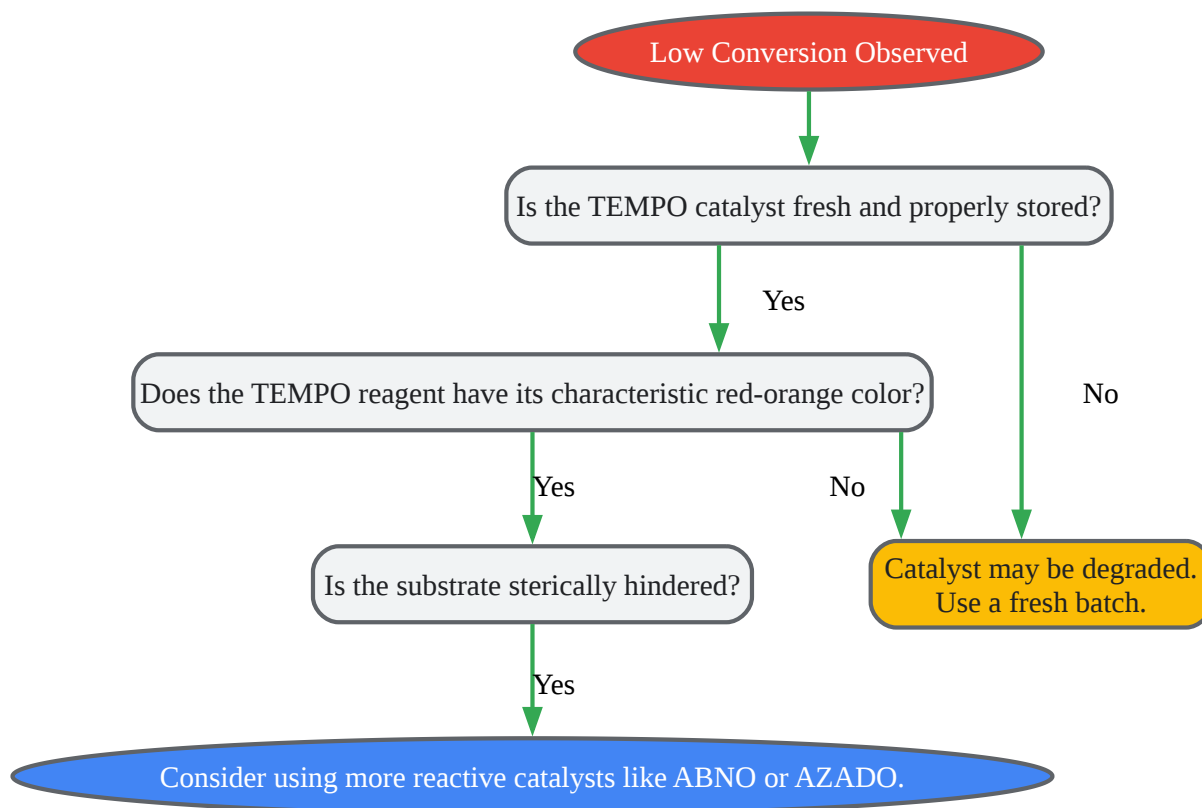 Low Conversion Observed
Is the TEMPO catalyst fresh and properly stored?
Yes
Does the TEMPO reagent have its characteristic red-orange color?
No
Yes
No
Is the substrate sterically hindered?
Catalyst may be degraded.
Use a fresh batch.
Yes
Consider using more reactive catalysts like ABNO or AZADO.